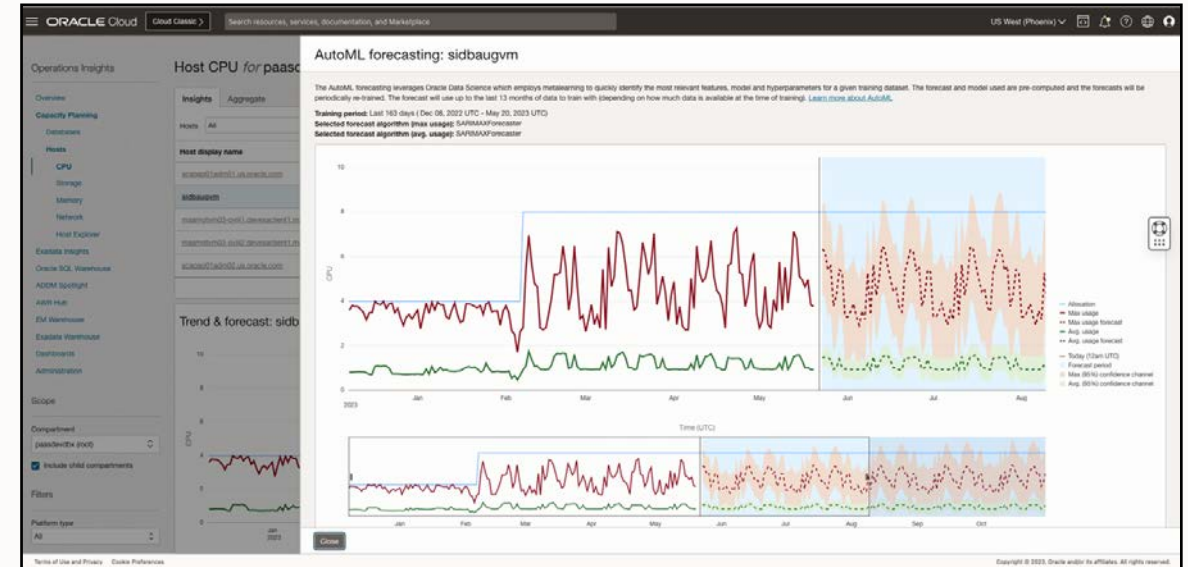 ORACLE Cloud
Cloud Classic >
Search resources, services, documentation, and Marketplace
US West (Phoenix)
Operations Insights
Overview
Capacity Planning
Databases
Hosts
CPU
Storage
Memory
Network
Host Explorer
Exadata Insights
Oracle SQL Warehouse
ADDM Spotlight
AWR Hub
EM Warehouse
Exadata Warehouse
Dashboards
Administration
Scope
Compartment
paasdevdbx (root)
Include child compartments
Filters
Platform type
All
Host CPU for paasc
Insights
Aggregate
Hosts
All
Host display name
sidbaugvm
Trend & forecast: sidb
10
8
6
4
2
0
CPU
Jan
2023
AutoML forecasting: sidbaugvm
The AutoML forecasting leverages Oracle Data Science which employs metalearning to quickly identify the most relevant features, model and hyperparameters for a given training dataset. The forecast and model used are pre-computed and the forecasts will be
periodically re-trained. The forecast will use up to the last 13 months of data to train with (depending on how much data is available at the time of training). Learn more about AutoML
Training period: Last 163 days ( Dec 08, 2022 UTC - May 20, 2023 UTC)
Selected forecast algorithm (max usage): SARIMAXForecaster
Selected forecast algorithm (avg. usage): SARIMAXForecaster
10
8
6
4
2
0
CPU
2023
Jan
Feb
Mar
Apr
May
Jun
Jul
Aug
Time (UTC)
Allocation
Max usage
Max usage forecast
Avg. usage
Avg. usage forecast
Today (12am UTC)
Forecast period
Max (95%) confidence channel
Avg. (95%) confidence channel
Jan
Feb
Mar
Apr
May
Jun
Jul
Aug
Sep
Oct
Close
Terms of Use and Privacy
Cookie Preferences
Copyright © 2023, Oracle and/or its affiliates. All rights reserved.